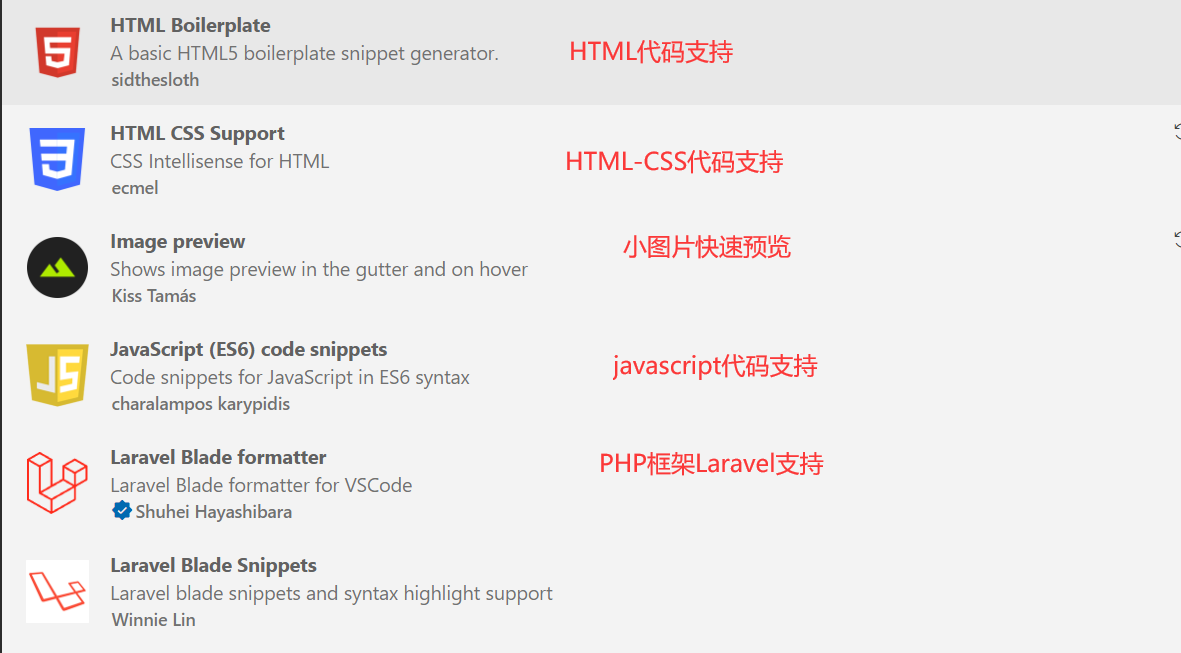 HTML Boilerplate
A basic HTML5 boilerplate snippet generator.
HTML代码支持
sidthesloth
HTML CSS Support
CSS Intellisense for HTML
HTML-CSS代码支持
ecmel
Image preview
小图片快速预览
Shows image preview in the gutter and on hover
Kiss Tamás
JavaScript (ES6) code snippets
javascript代码支持
Code snippets for JavaScript in ES6 syntax
charalampos karypidis
Laravel Blade formatter
PHP框架Laravel支持
Laravel Blade formatter for VSCode
Shuhei Hayashibara
Laravel Blade Snippets
Laravel blade snippets and syntax highlight support
Winnie Lin